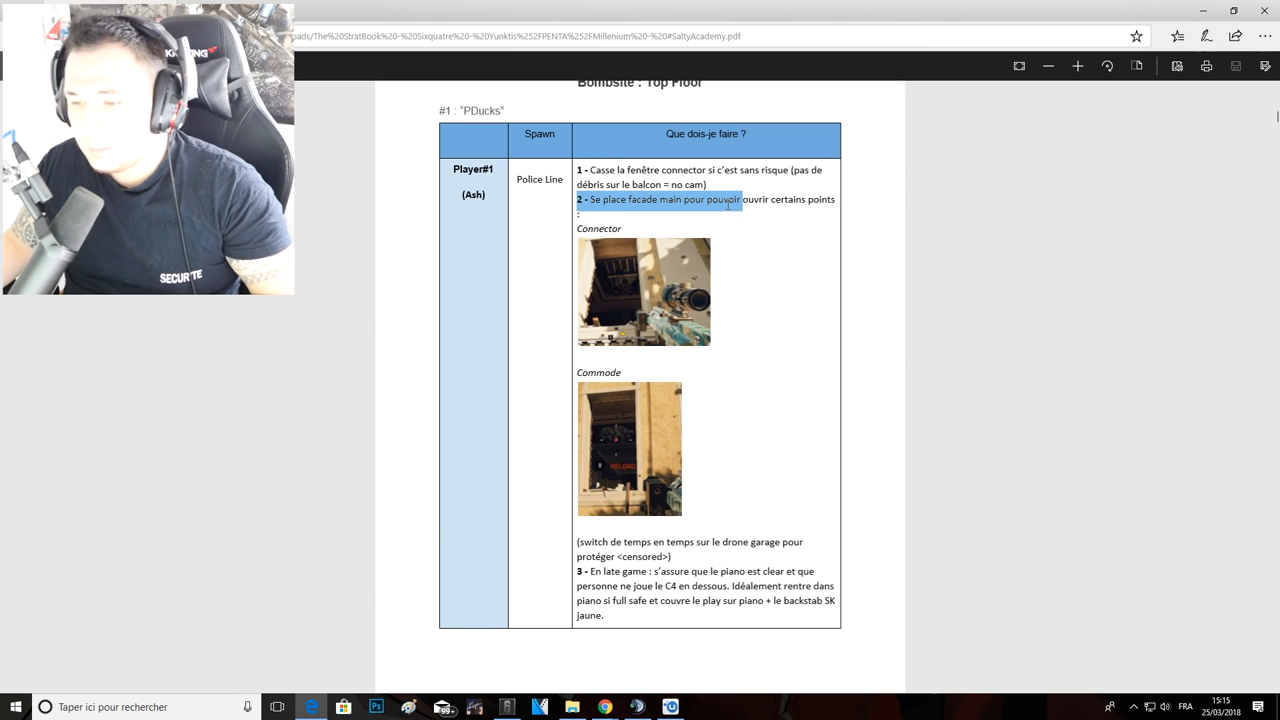 pads/The%20StratBook%20-%20Sixquatre%20-%20Yunktis%252FPENTA%252FMillenium%20-%20#SaltyAcademy.pdf
Bombsite : Top Floor
#1 : “PDucks”
Spawn
Que dois-je faire ?
Player#1
(Ash)
Police Line
1 - Casse la fenêtre connector si c’est sans risque (pas de
débris sur le balcon = no cam)
2 - Se place facade main pour pouvoir ouvrir certains points
:
Connector
Commode
RELOAD
(switch de temps en temps sur le drone garage pour
protéger <censored>)
3 - En late game : s’assure que le piano est clear et que
personne ne joue le C4 en dessous. Idéalement rentre dans
piano si full safe et couvre le play sur piano + le backstab SK
jaune.
SECURITE
Taper ici pour rechercher
99+
FRA
15:15
25/03/2018